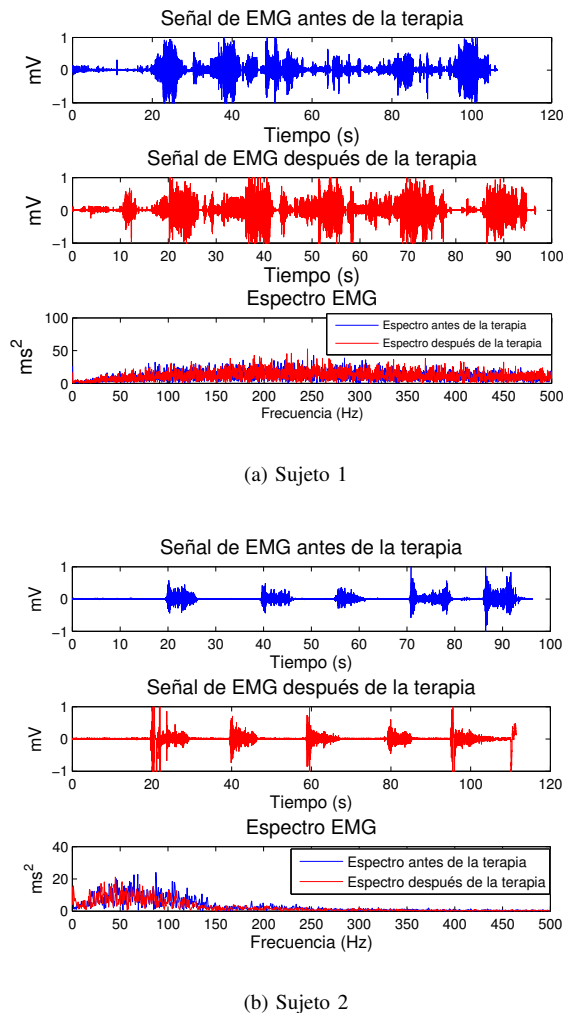 Señal de EMG antes de la terapia
1
0
−1
mV
0 20 40 60 80 100 120
Tiempo (s)
Señal de EMG después de la terapia
1
0
−1
mV
0 10 20 30 40 50 60 70 80 90 100
Tiempo (s)
Espectro EMG
100
50
0
ms²
Espectro antes de la terapia
Espectro después de la terapia
0 50 100 150 200 250 300 350 400 450 500
Frecuencia (Hz)
(a) Sujeto 1
Señal de EMG antes de la terapia
1
0
−1
mV
0 10 20 30 40 50 60 70 80 90 100
Tiempo (s)
Señal de EMG después de la terapia
1
0
−1
mV
0 20 40 60 80 100 120
Tiempo (s)
Espectro EMG
40
20
0
ms²
Espectro antes de la terapia
Espectro después de la terapia
0 50 100 150 200 250 300 350 400 450 500
Frecuencia (Hz)
(b) Sujeto 2